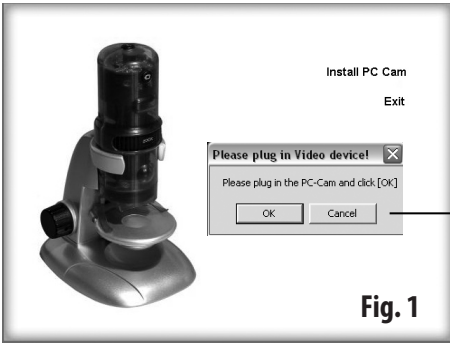 Install PC Cam
Exit
Please plug in Video device!
Please plug in the PC-Cam and click [OK]
OK
Cancel
Fig. 1